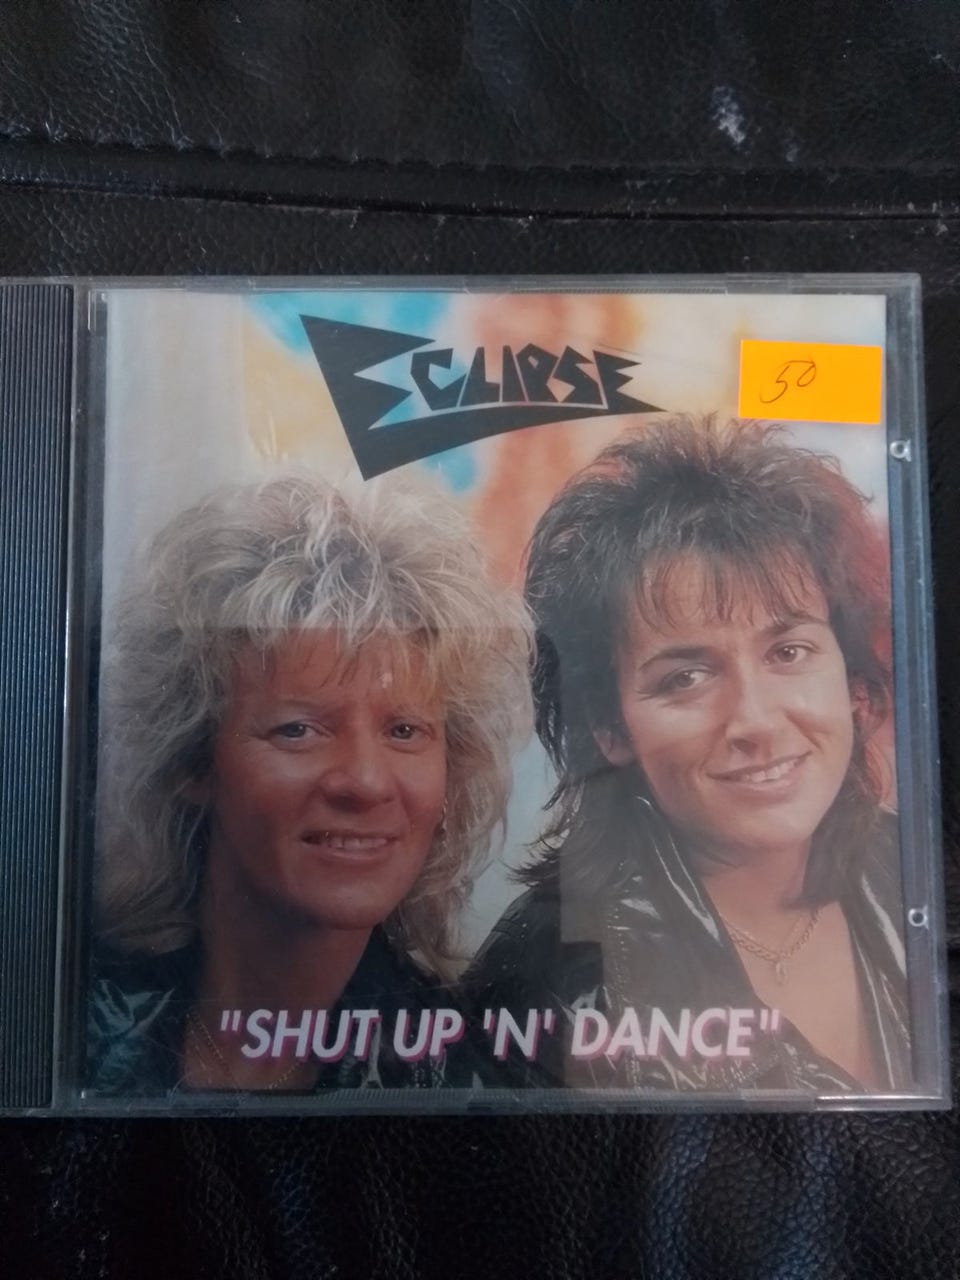 ECLIPSE
50
"SHUT UP 'N' DANCE"